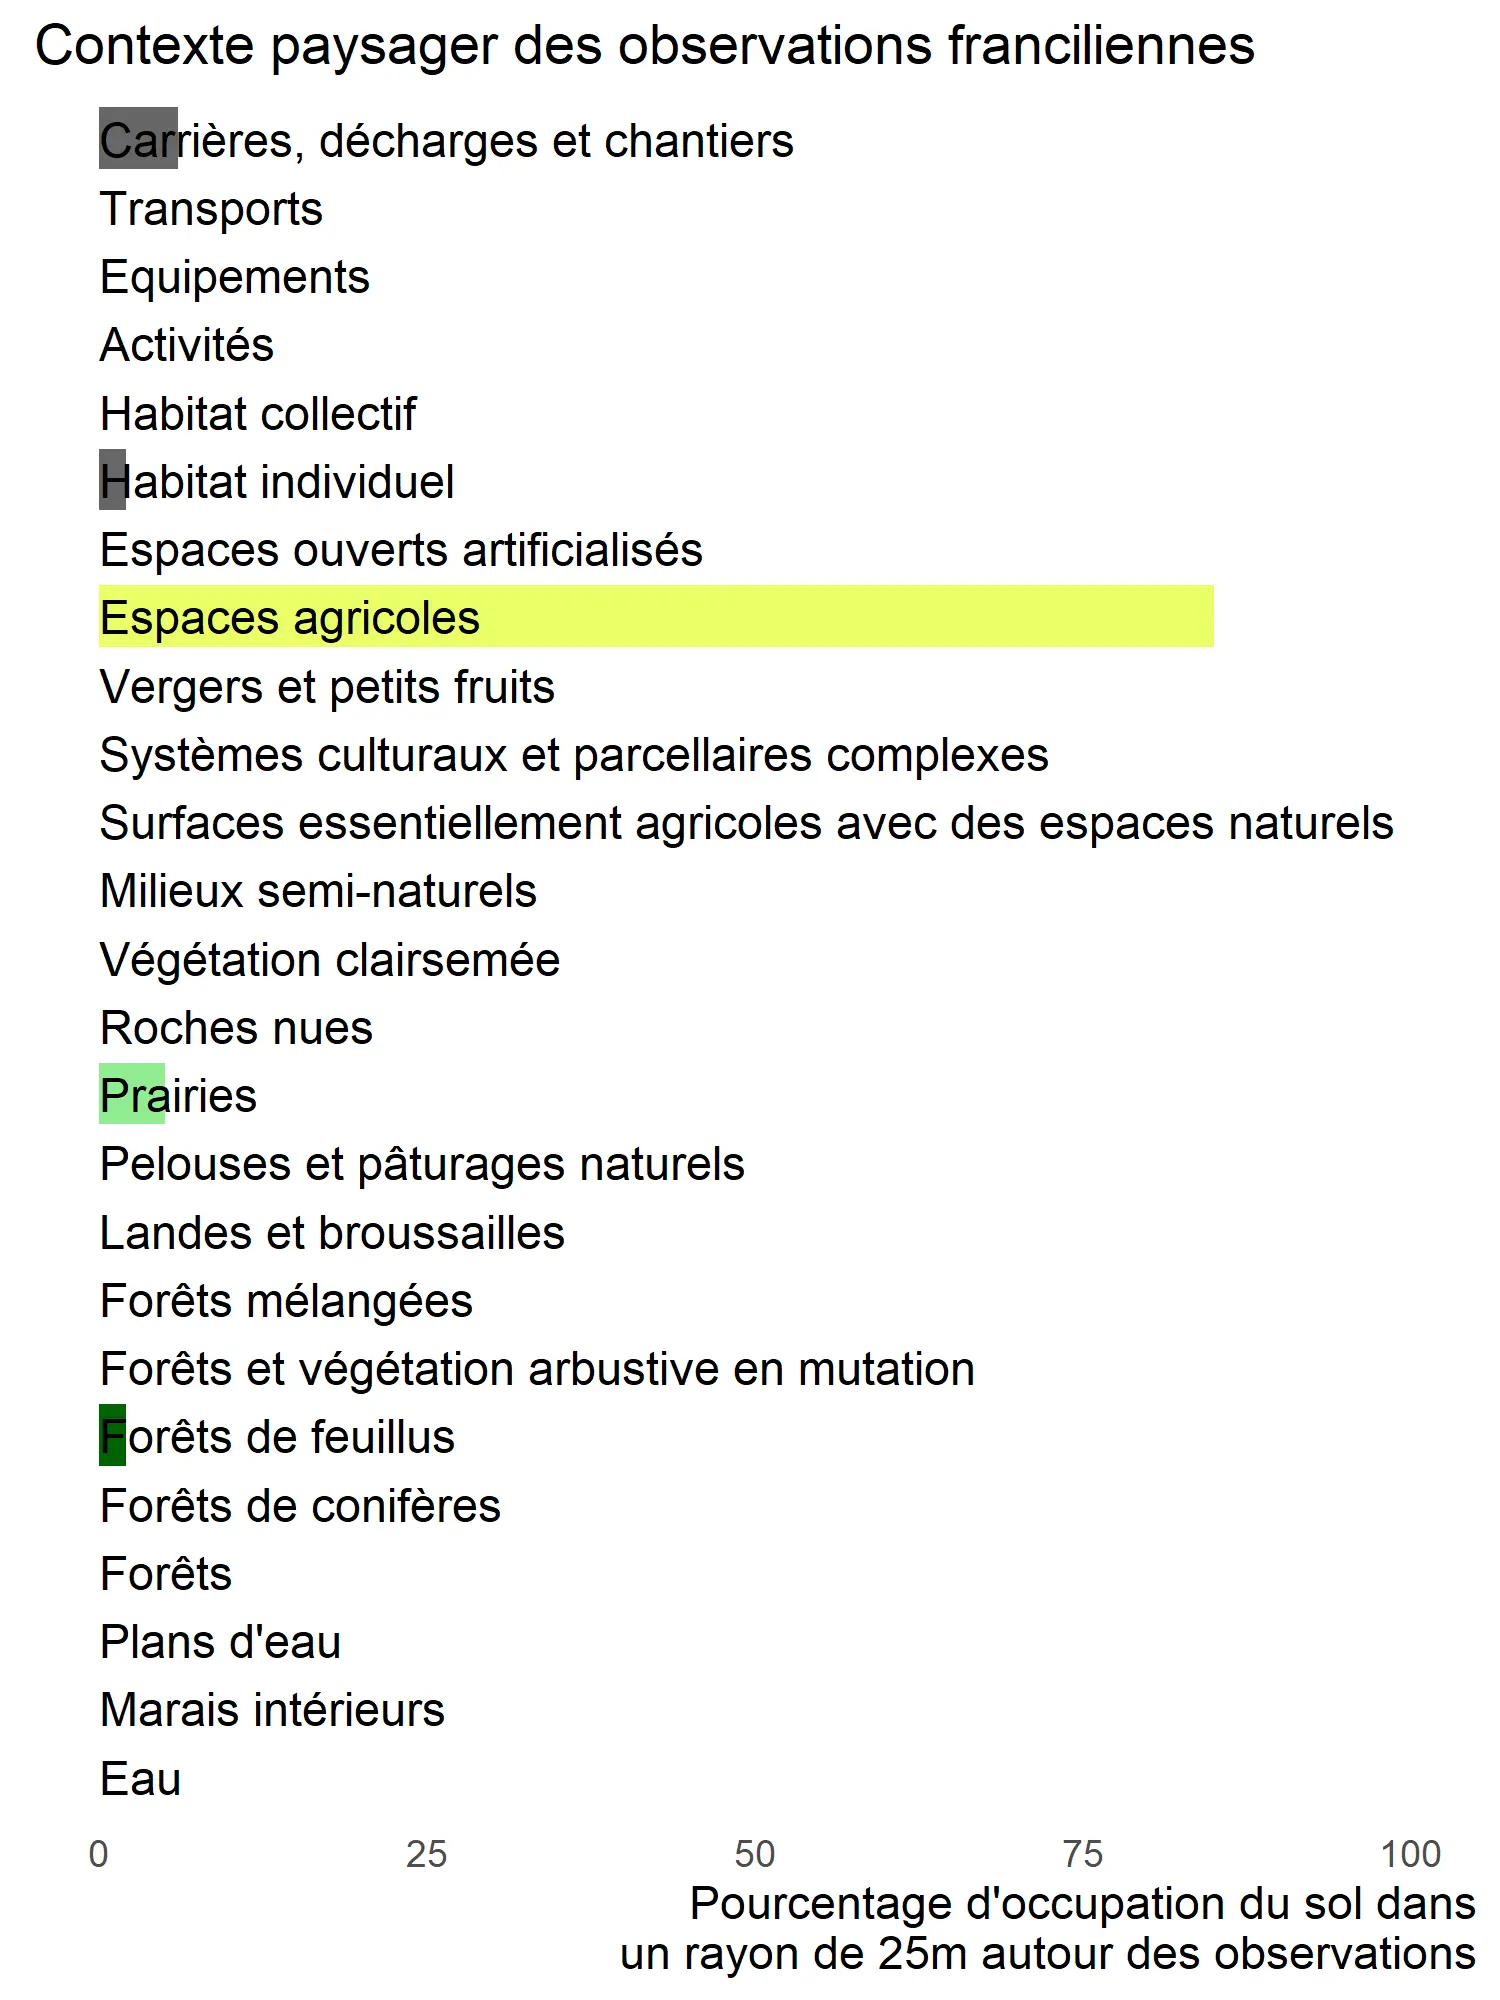 Contexte paysager des observations franciliennes
Carrières, décharges et chantiers
Transports
Equipements
Activités
Habitat collectif
Habitat individuel
Espaces ouverts artificialisés
Espaces agricoles
Vergers et petits fruits
Systèmes culturaux et parcellaires complexes
Surfaces essentiellement agricoles avec des espaces naturels
Milieux semi-naturels
Végétation clairsemée
Roches nues
Prairies
Pelouses et pâturages naturels
Landes et broussailles
Forêts mélangées
Forêts et végétation arbustive en mutation
Forêts de feuillus
Forêts de conifères
Forêts
Plans d'eau
Marais intérieurs
Eau
0 25 50 75 100
Pourcentage d'occupation du sol dans
un rayon de 25m autour des observations